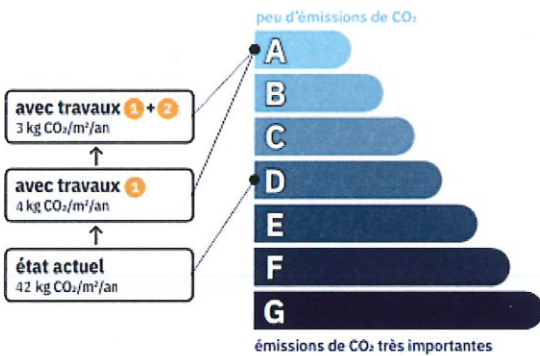 peu d'émissions de CO₂
A
B
C
D
E
F
G
émissions de CO₂ très importantes
avec travaux 1 + 2
3 kg CO₂/m²/an
avec travaux 1
4 kg CO₂/m²/an
état actuel
42 kg CO₂/m²/an